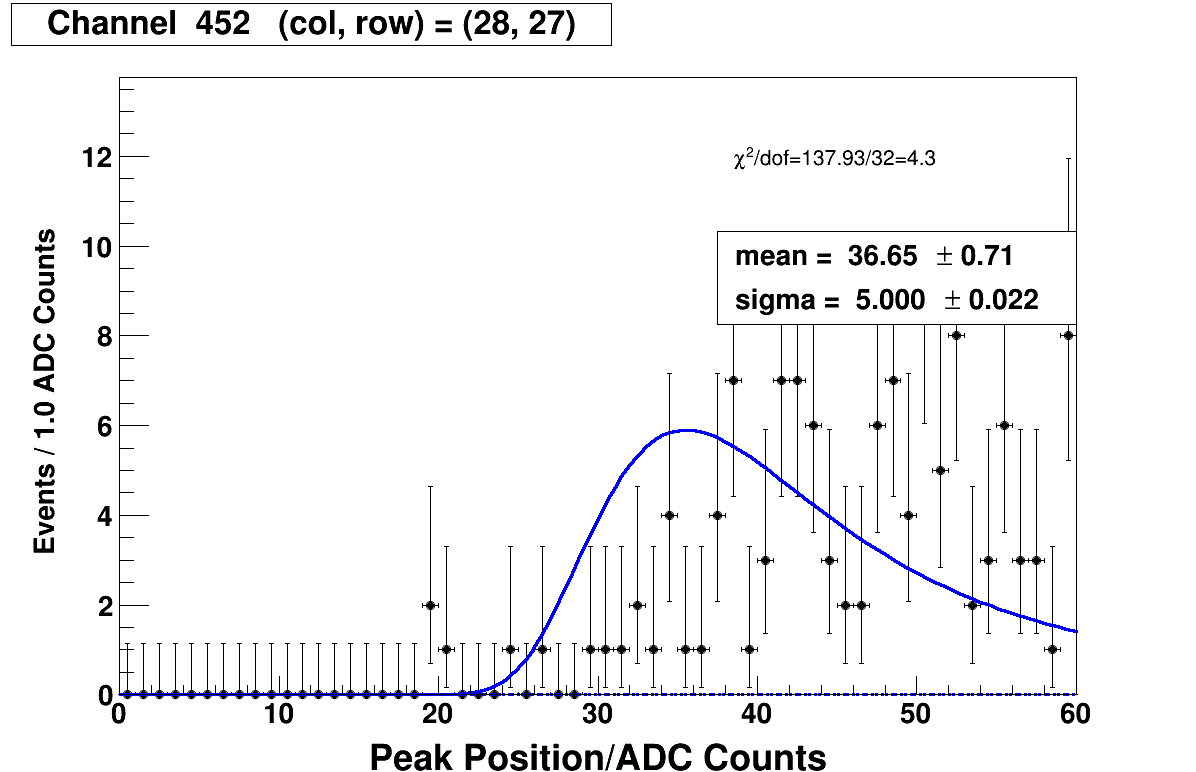 Channel 452 (col, row) = (28, 27)
χ²/dof=137.93/32=4.3
mean = 36.65 ± 0.71
sigma = 5.000 ± 0.022
Events / 1.0 ADC Counts
12
10
8
6
4
2
0
0 10 20 30 40 50 60
Peak Position/ADC Counts